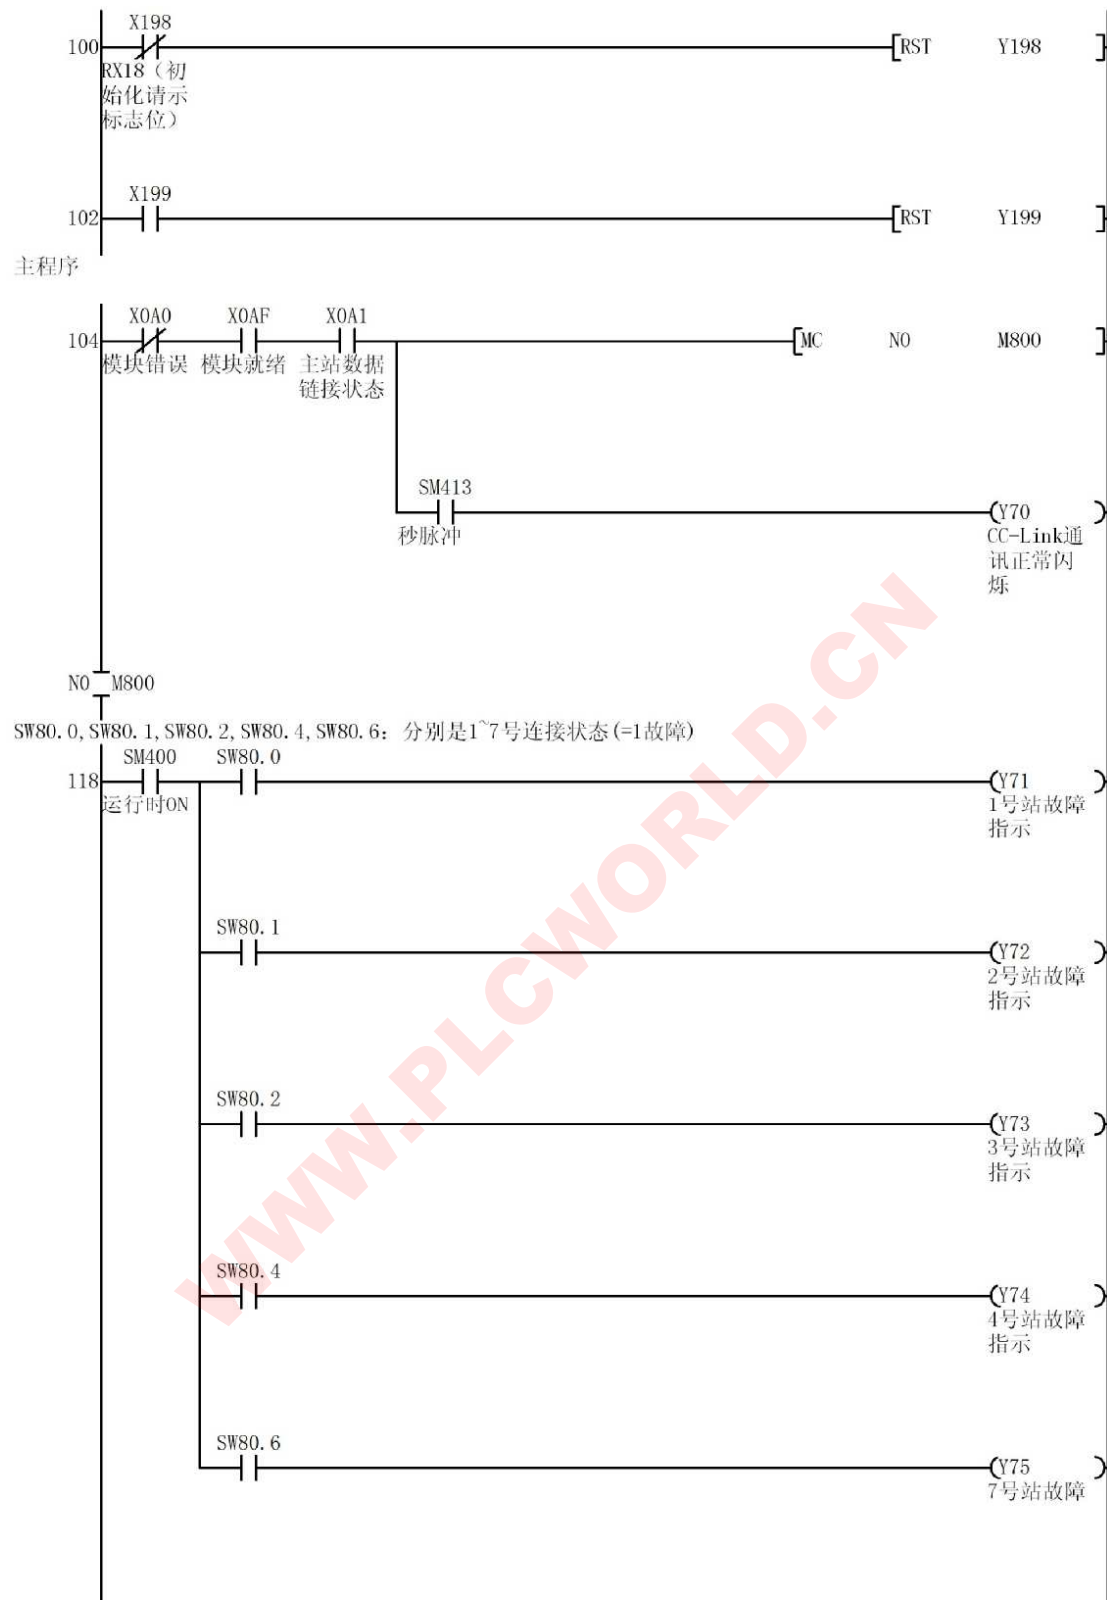 X198
100
RST Y198
RX18（初
始化请示
标志位）
X199
102
RST Y199
主程序
X0A0 X0AF X0A1
104
MC N0 M800
模块错误 模块就绪 主站数据
链接状态
SM413
Y70
秒脉冲
CC-Link通
讯正常闪
烁
N0 M800
SW80.0,SW80.1,SW80.2,SW80.4,SW80.6：分别是1~7号连接状态(=1故障)
SM400 SW80.0
118
Y71
运行时ON
1号站故障
指示
SW80.1
Y72
2号站故障
指示
SW80.2
Y73
3号站故障
指示
SW80.4
Y74
4号站故障
指示
SW80.6
Y75
7号站故障
WWW.PLCWORLD.CN